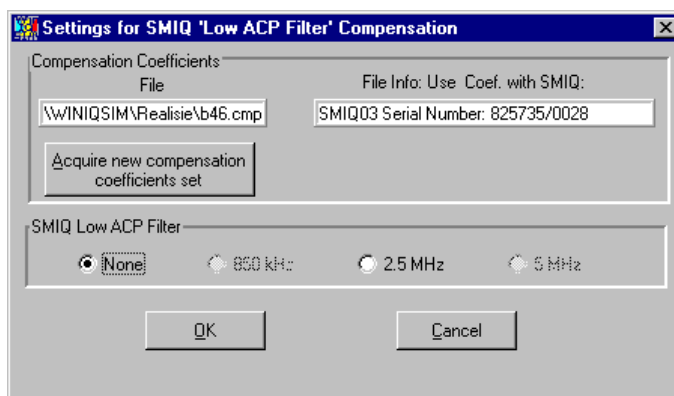 Settings for SMIQ 'Low ACP Filter' Compensation
Compensation Coefficients
File
File Info: Use Coef. with SMIQ:
\WINIQSIM\Realisie\b46.cmp
SMIQ03 Serial Number: 825735/0028
Acquire new compensation
coefficients set
SMIQ Low ACP Filter
None
850 kHz
2.5 MHz
5 MHz
OK
Cancel